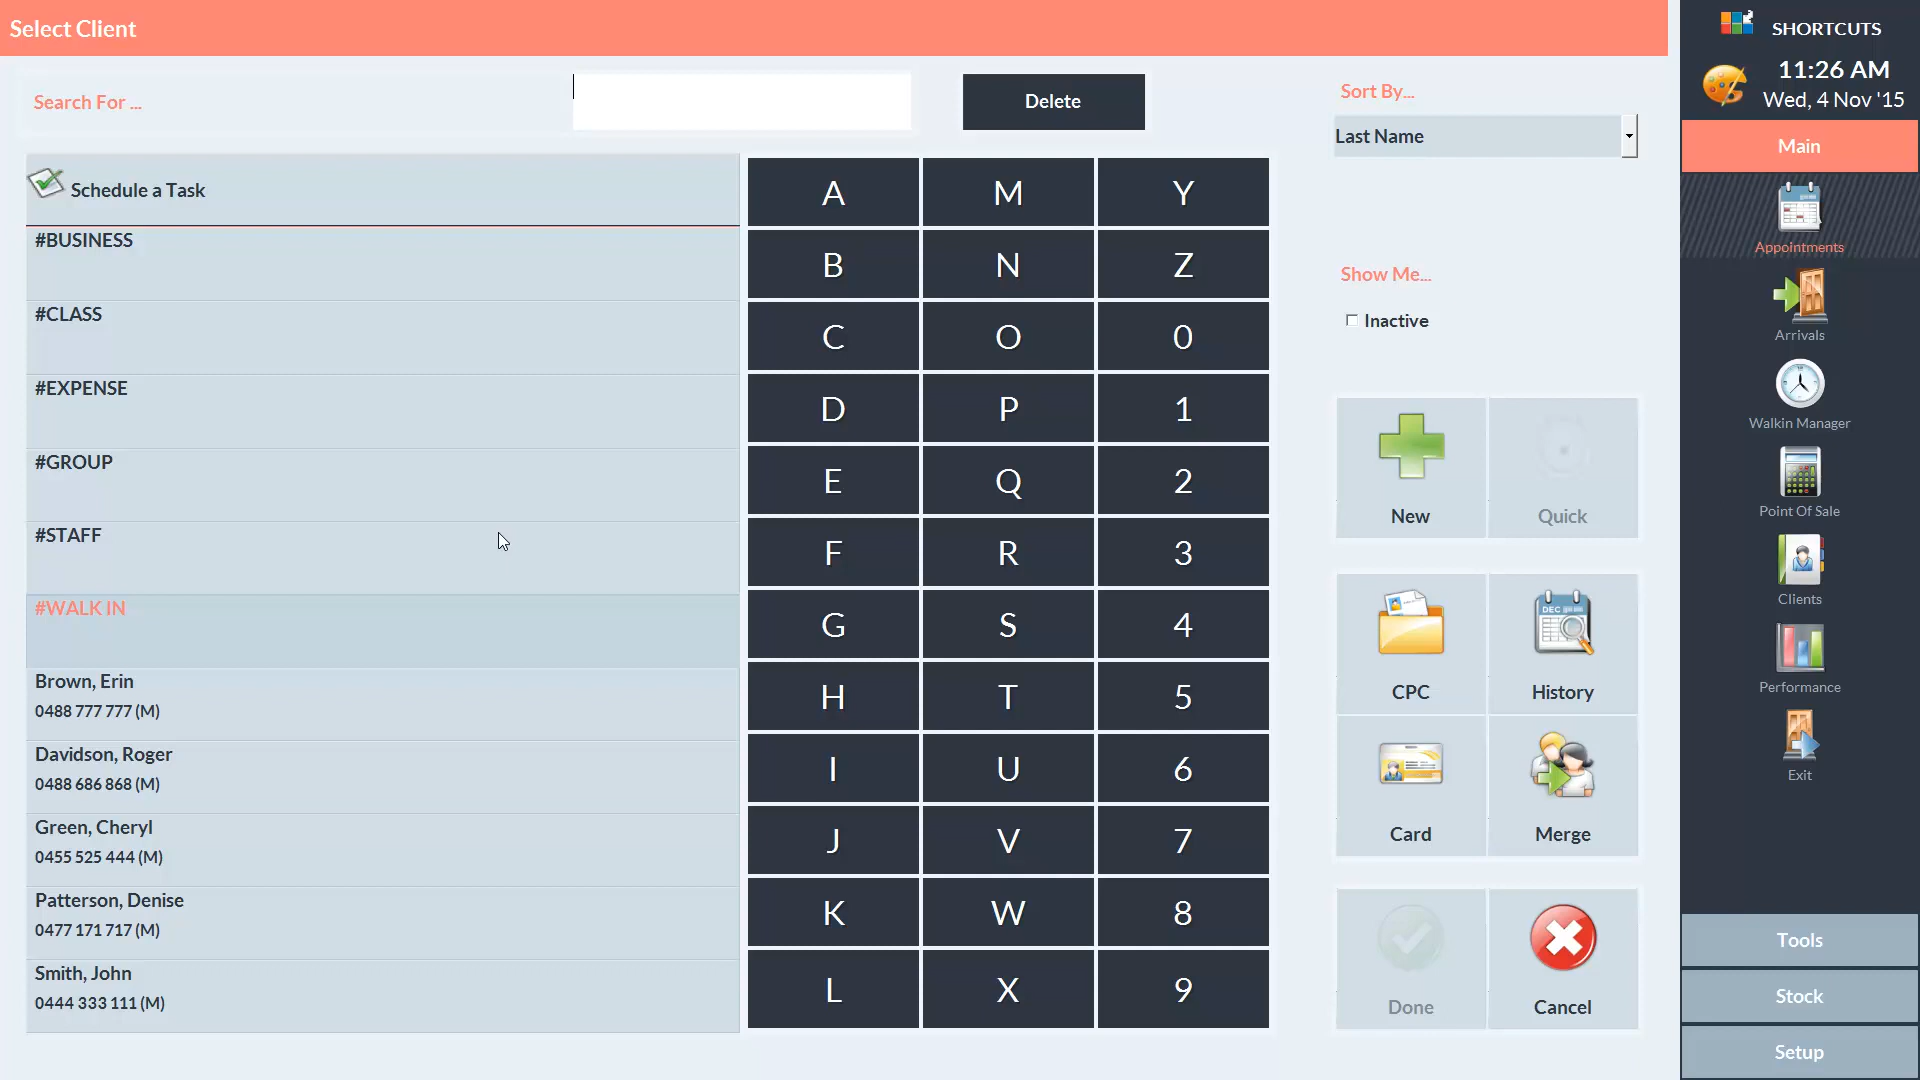 Select Client
Search For ...
Delete
Schedule a Task
#BUSINESS
#CLASS
#EXPENSE
#GROUP
#STAFF
#WALK IN
Brown, Erin
0488 777 777 (M)
Davidson, Roger
0488 686 868 (M)
Green, Cheryl
0455 525 444 (M)
Patterson, Denise
0477 171 717 (M)
Smith, John
0444 333 111 (M)
A M Y
B N Z
C O 0
D P 1
E Q 2
F R 3
G S 4
H T 5
I U 6
J V 7
K W 8
L X 9
Sort By...
Last Name
Show Me...
Inactive
New
Quick
CPC
DEC
History
Card
Merge
Done
Cancel
SHORTCUTS
11:26 AM
Wed, 4 Nov '15
Main
Appointments
Arrivals
Walkin Manager
Point Of Sale
Clients
Performance
Exit
Tools
Stock
Setup